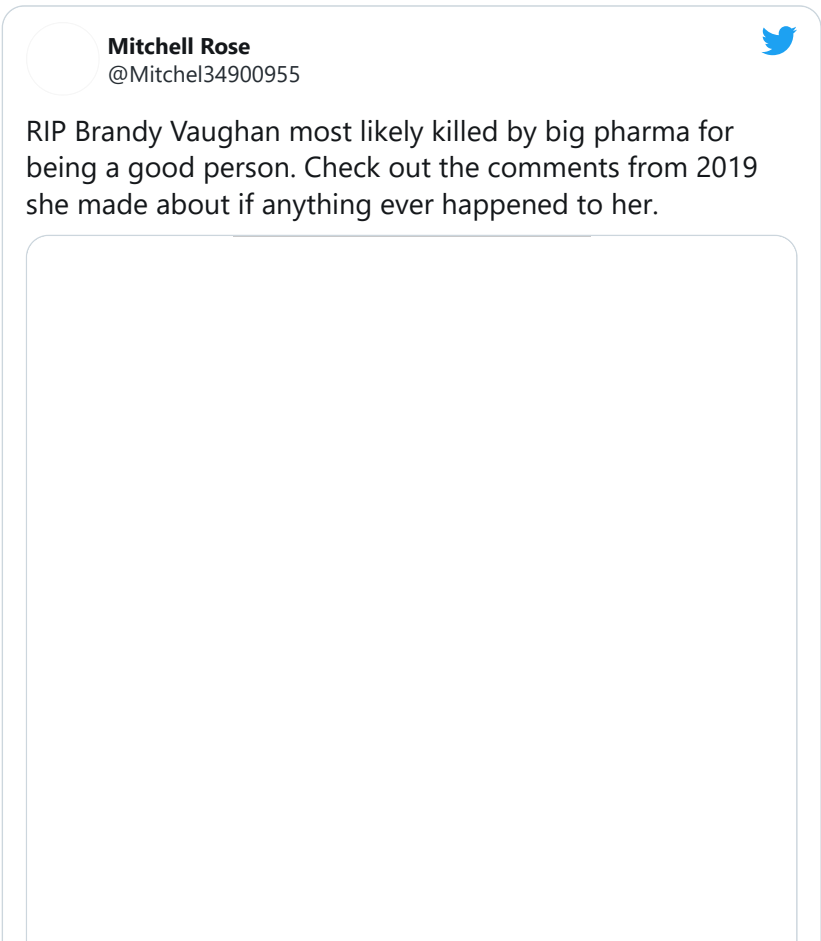 Mitchell Rose
@Mitchel34900955
RIP Brandy Vaughan most likely killed by big pharma for
being a good person. Check out the comments from 2019
she made about if anything ever happened to her.